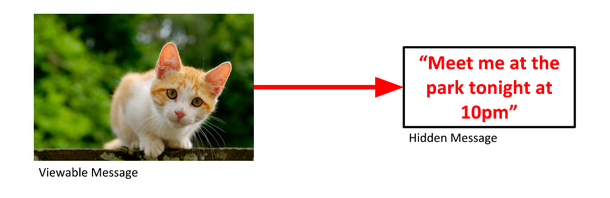 Viewable Message
“Meet me at the
park tonight at
10pm”
Hidden Message